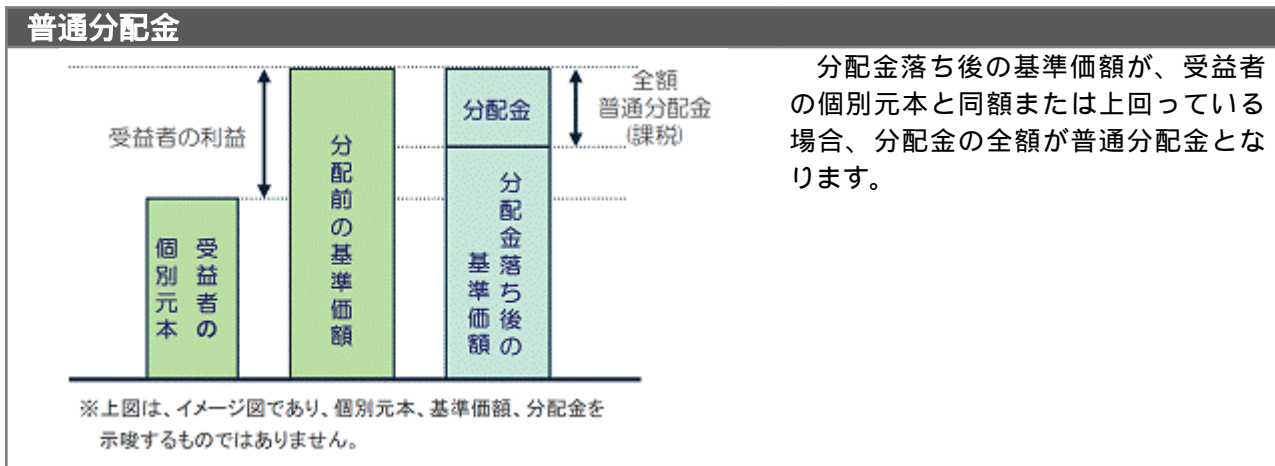 普通分配金
受益者の利益
受益者の
個別元本
分配前の基準価額
分配金
分配金落ち後の
基準価額
全額
普通分配金
(課税)
※上図は、イメージ図であり、個別元本、基準価額、分配金を
示唆するものではありません。
分配金落ち後の基準価額が、受益者
の個別元本と同額または上回っている
場合、分配金の全額が普通分配金とな
ります。